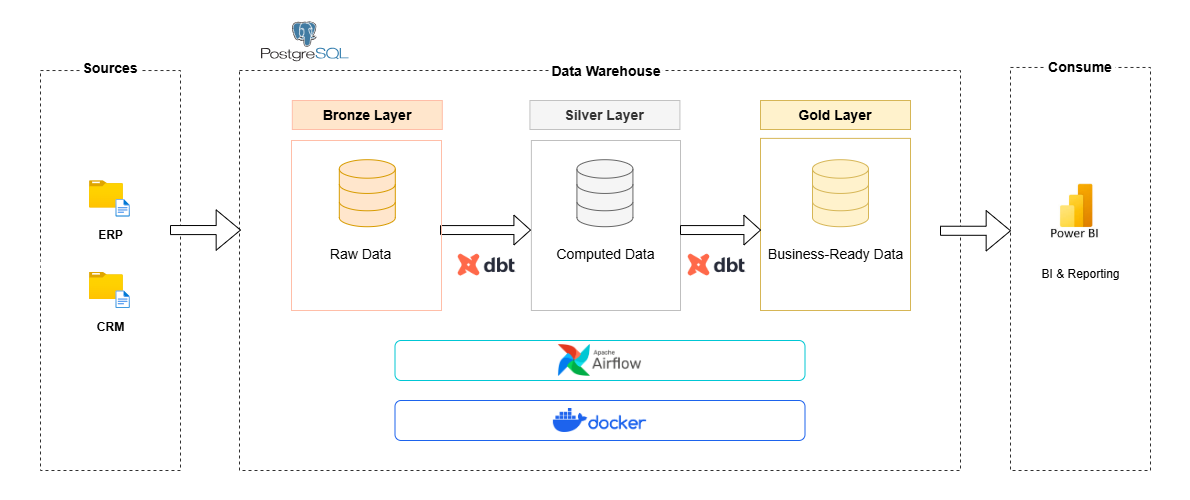 PostgreSQL
Sources
Data Warehouse
Consume
Bronze Layer
Silver Layer
Gold Layer
ERP
CRM
Raw Data
dbt
Computed Data
dbt
Business-Ready Data
Power BI
BI & Reporting
Apache
Airflow
docker